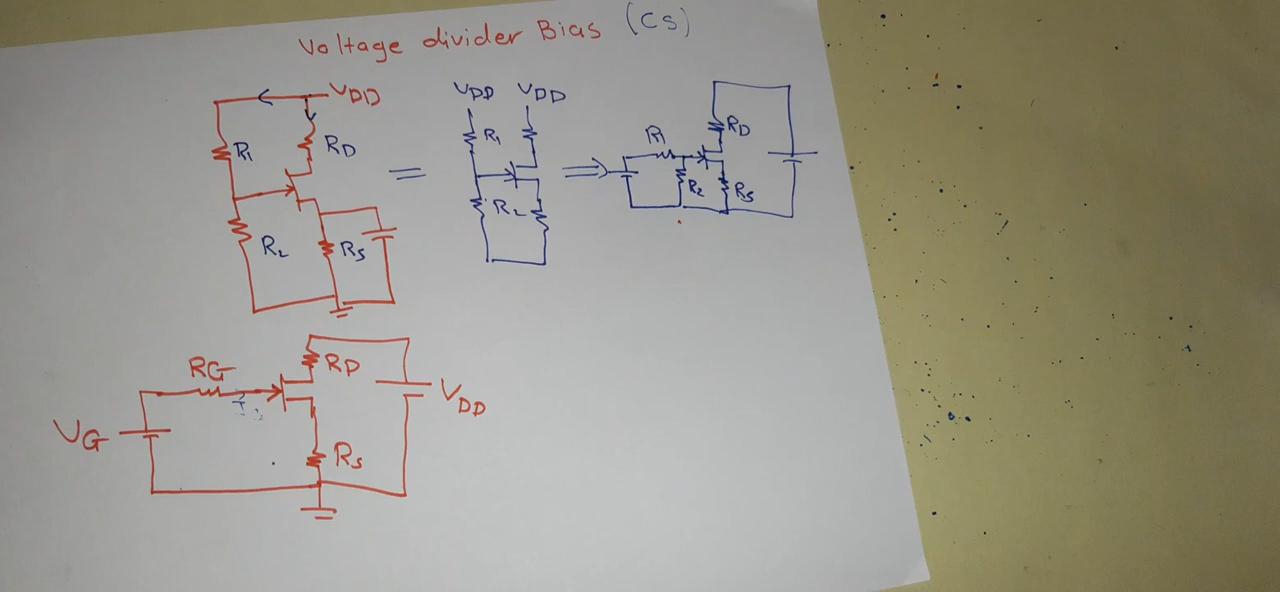 Voltage divider Bias (CS)
VDD
R1
RD
R2
RS
=
VDD VDD
R1
R2
⇒
R1
RD
R2
RS
RG
RD
VG
VDD
RS